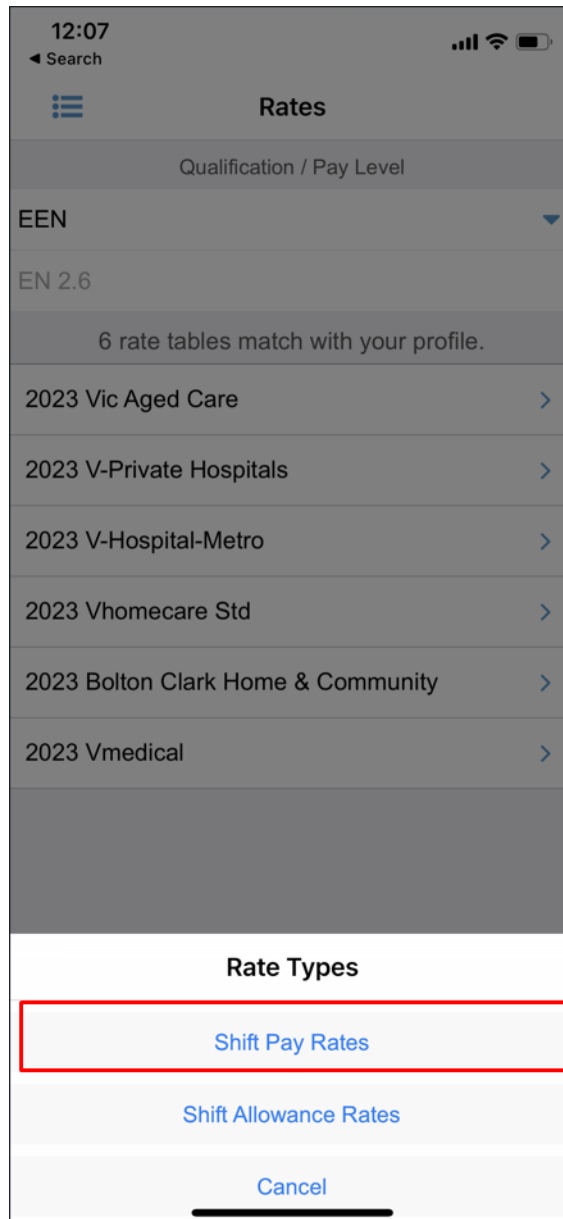 12:07
Search
Rates
Qualification / Pay Level
EEN
EN 2.6
6 rate tables match with your profile.
2023 Vic Aged Care
2023 V-Private Hospitals
2023 V-Hospital-Metro
2023 Vhomecare Std
2023 Bolton Clark Home & Community
2023 Vmedical
Rate Types
Shift Pay Rates
Shift Allowance Rates
Cancel